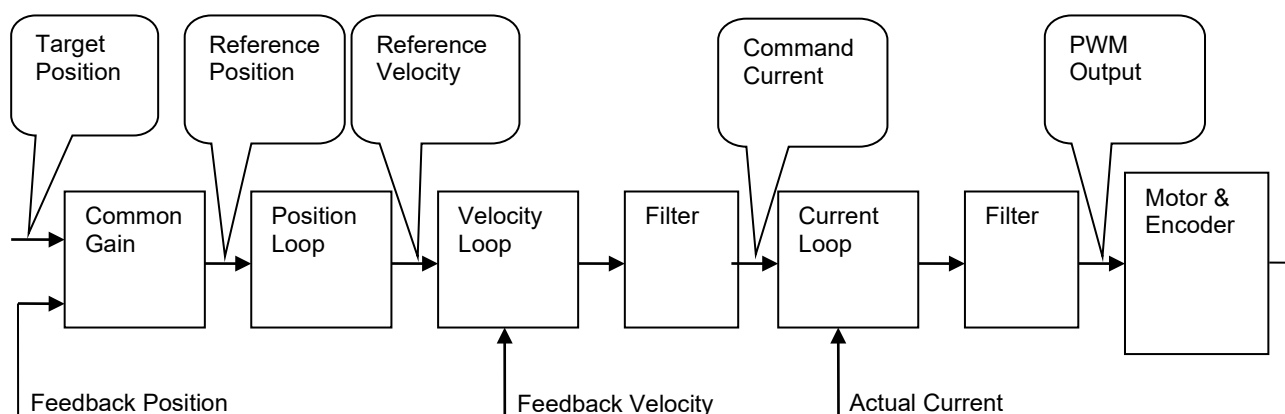 Target
Position
Reference
Position
Reference
Velocity
Command
Current
PWM
Output
Common
Gain
Position
Loop
Velocity
Loop
Filter
Current
Loop
Filter
Motor &
Encoder
Feedback Position
Feedback Velocity
Actual Current